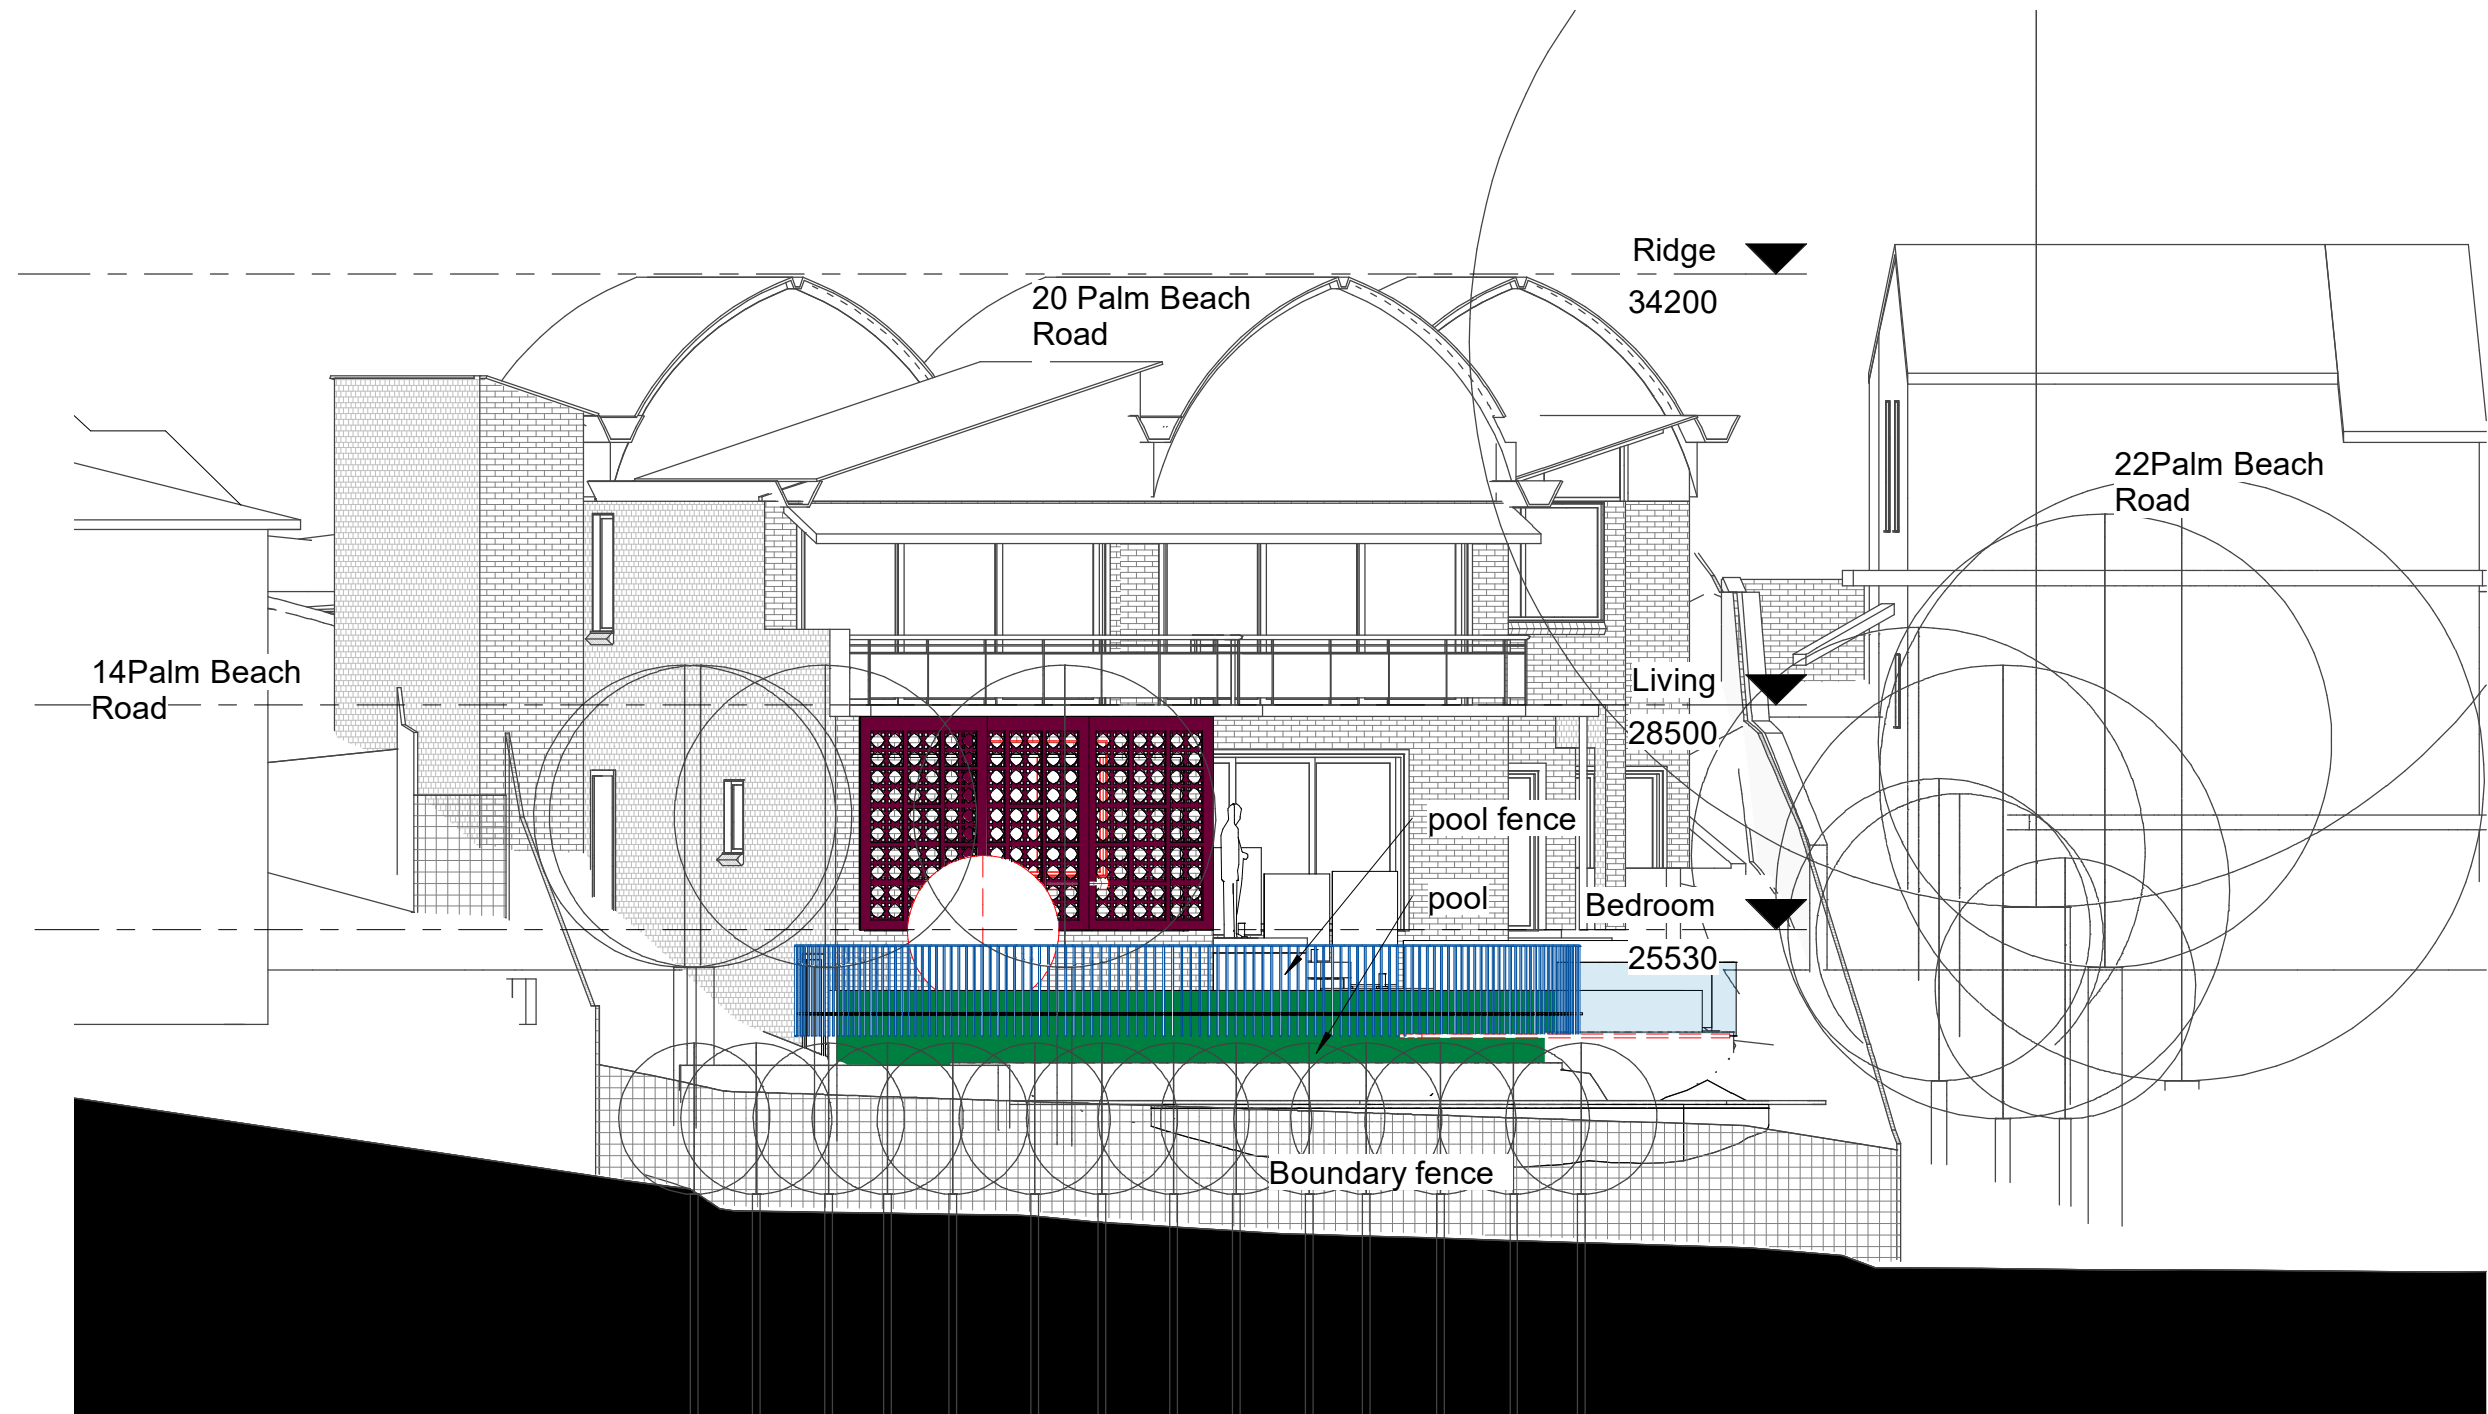 Ridge
34200
20 Palm Beach
Road
22Palm Beach
Road
14Palm Beach
Road
Living
28500
pool fence
pool
Bedroom
25530
Boundary fence